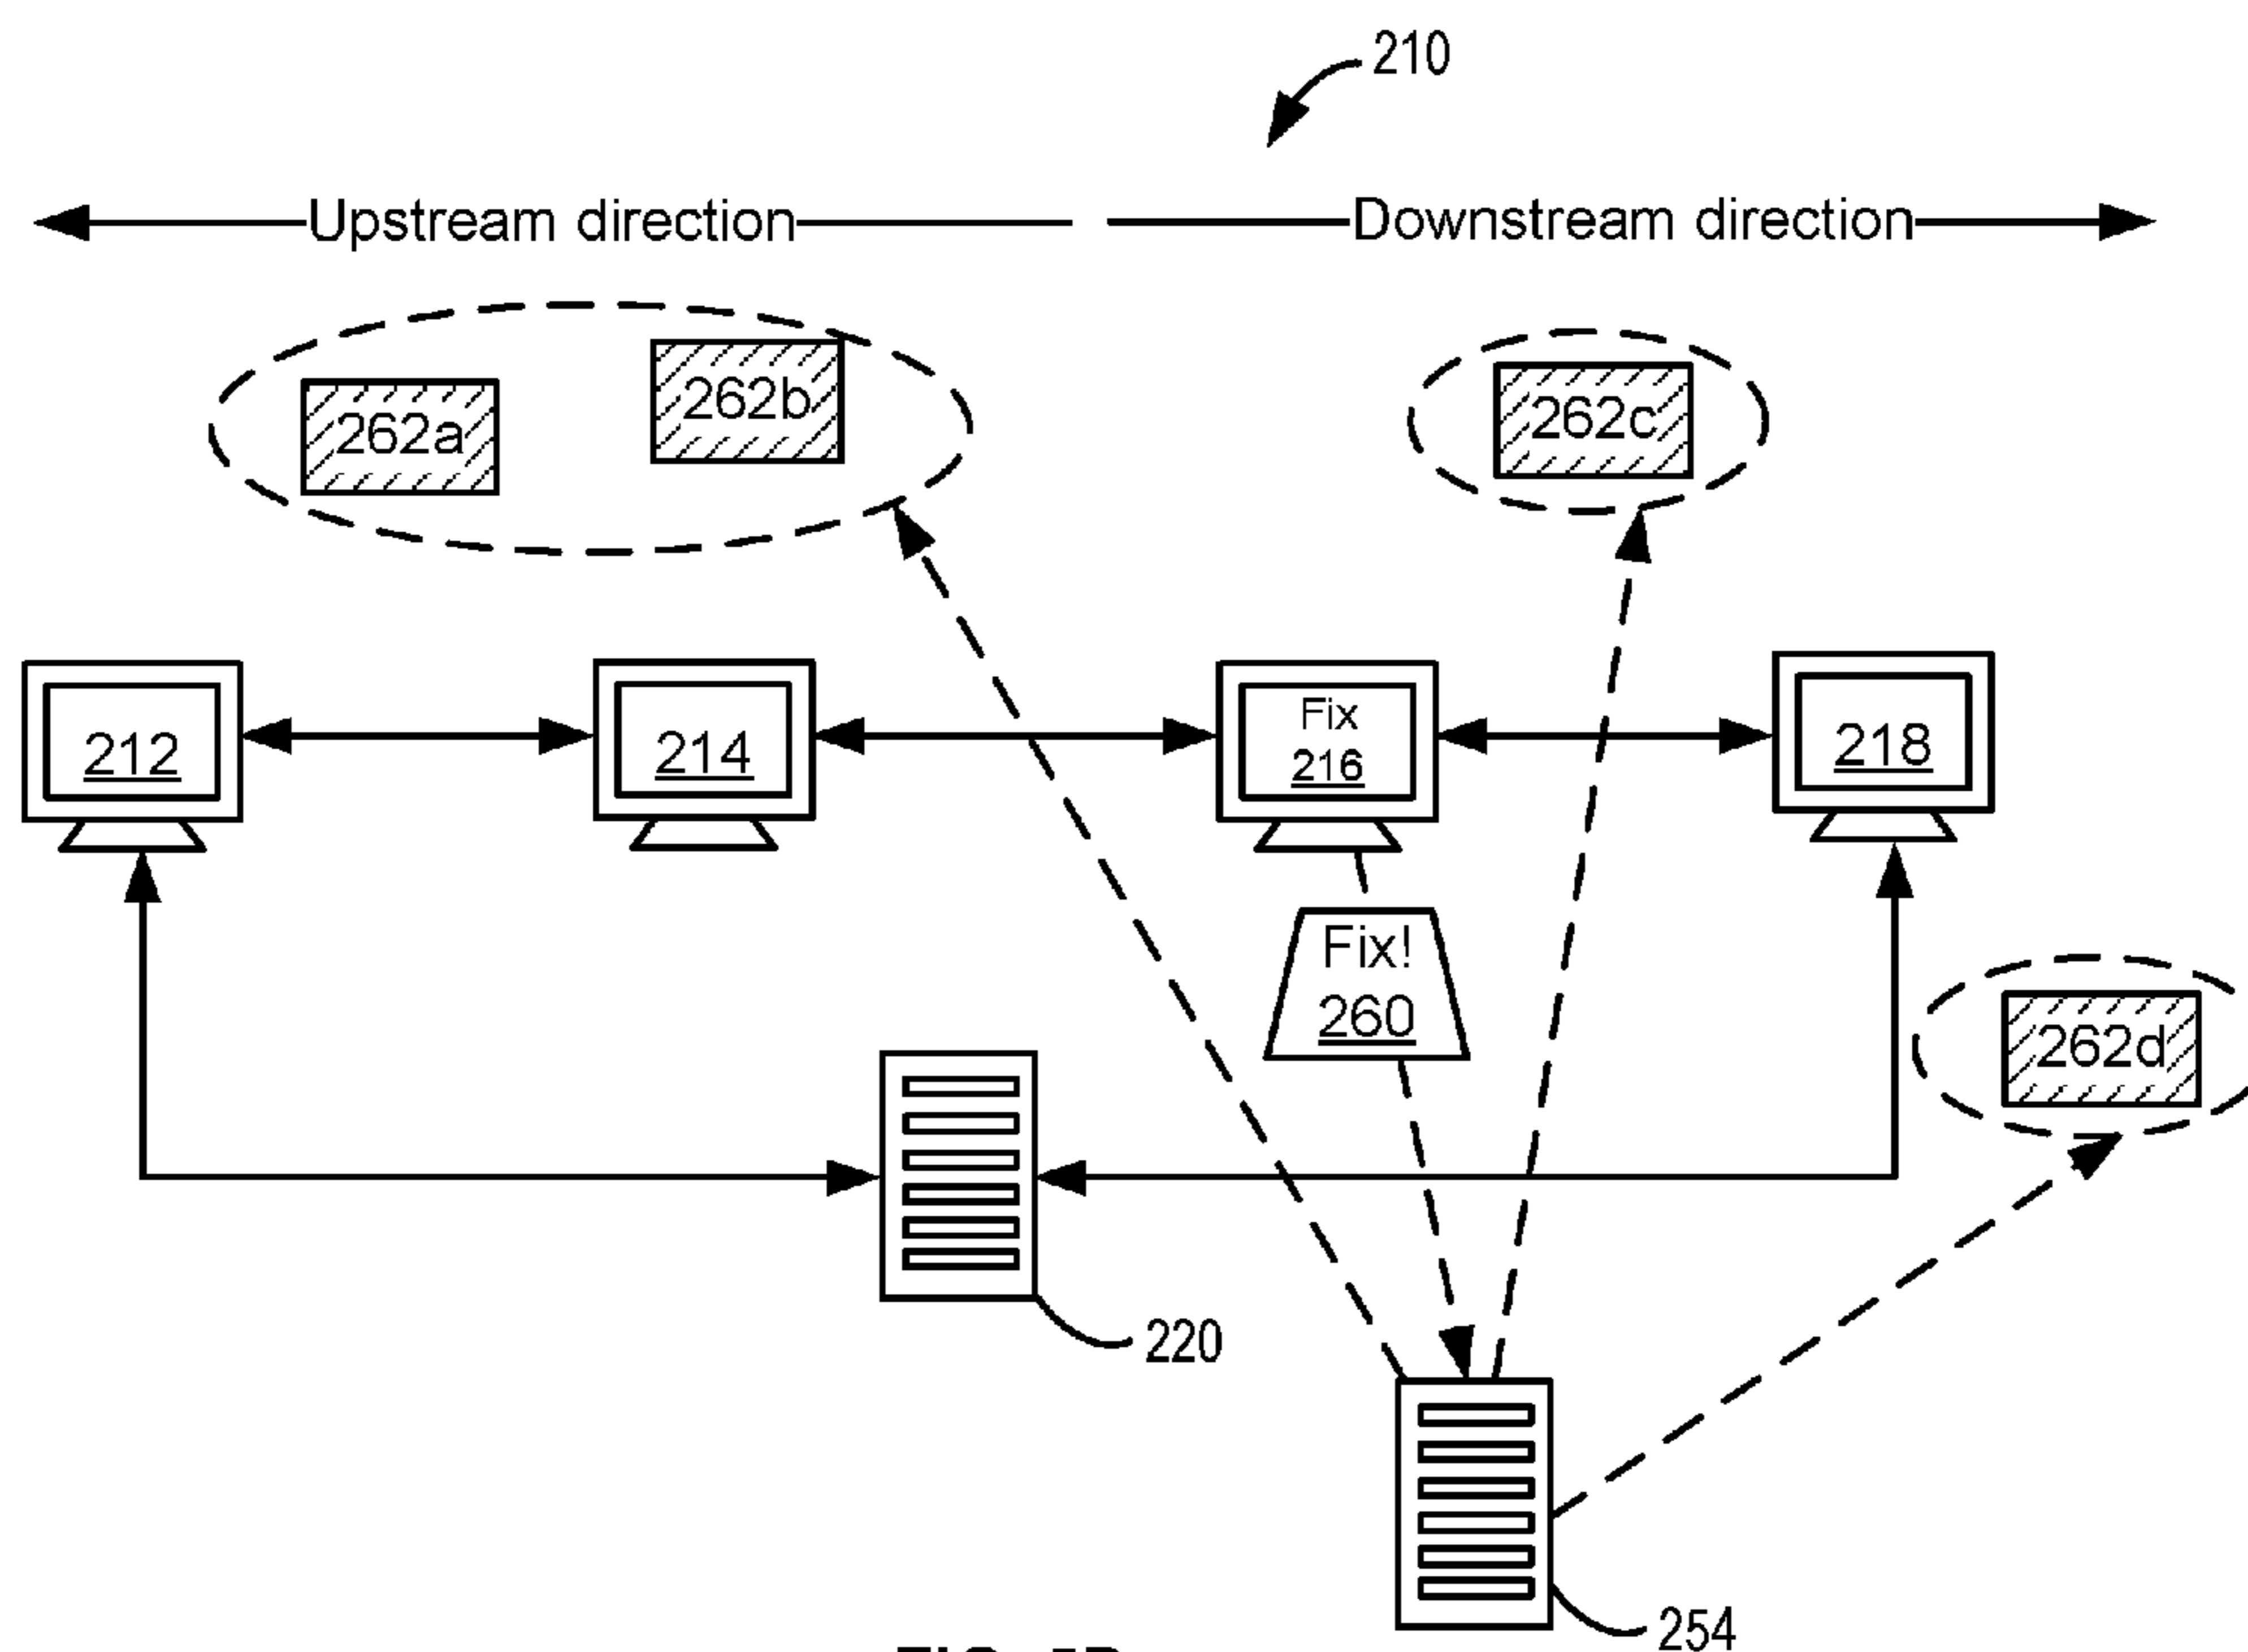 210
Upstream direction Downstream direction
262a
262b
262c
212
214
Fix
216
218
Fix!
260
262d
220
254